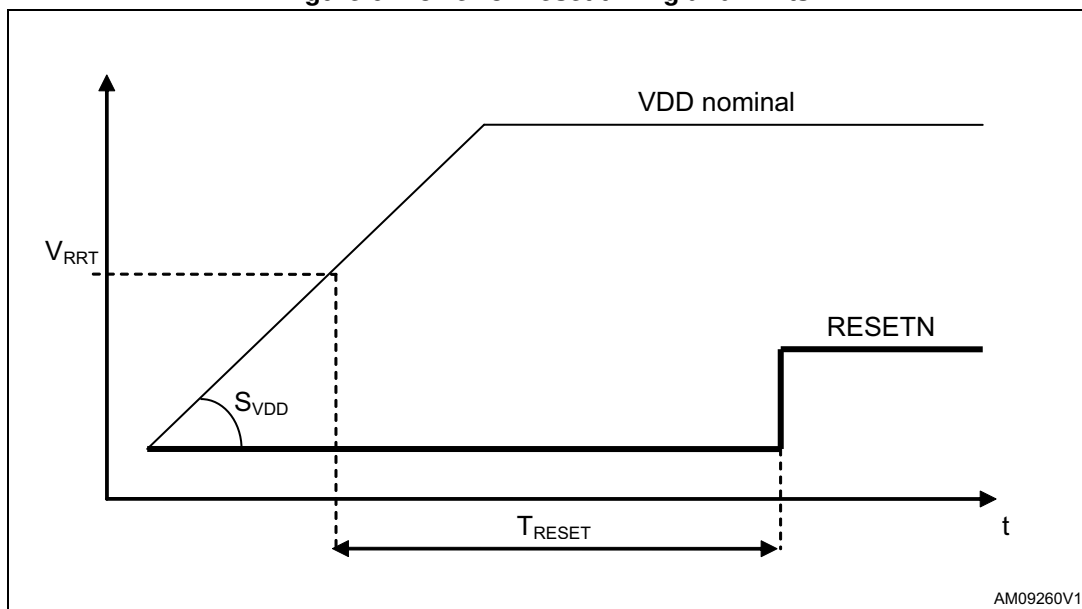 VDD nominal
VRRT
RESETN
SVDD
TRESET
t
AM09260V1